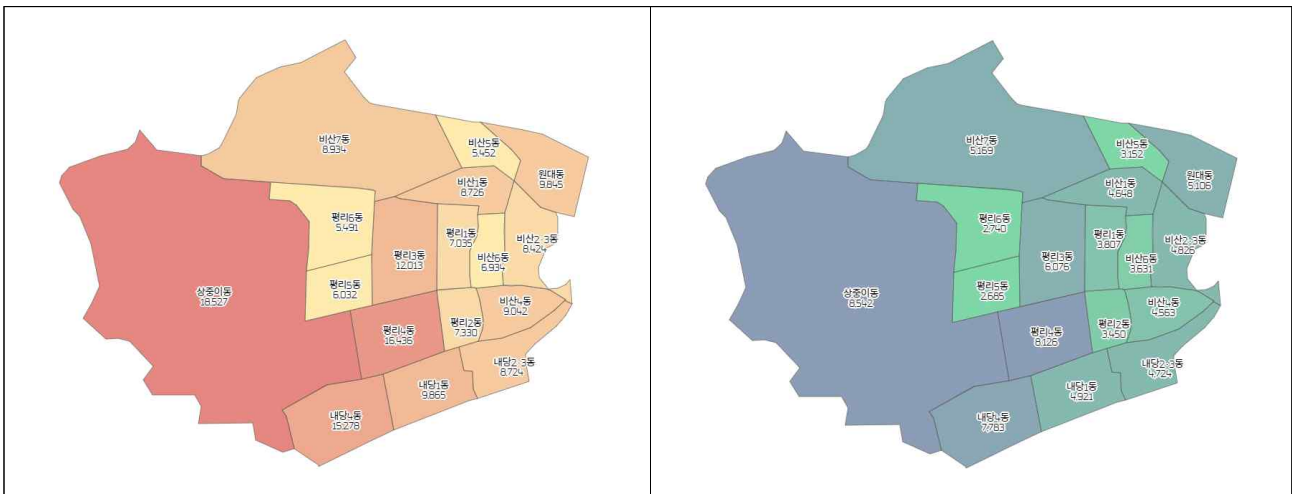 비산7동
8.934
비산5동
5.452
원대동
9.845
비산1동
8.726
평리6동
5.491
평리3동
12.013
평리1동
7.035
비산6동
6.934
비산2·3동
8.424
평리5동
6.032
상중이동
18.527
평리4동
16.436
평리2동
7.330
비산4동
9.042
내당2·3동
8.724
내당1동
9.865
내당4동
15.278
비산7동
5.169
비산5동
3.152
원대동
5.106
비산1동
4.648
평리6동
2.740
평리3동
6.076
평리1동
3.807
비산6동
3.631
비산2·3동
4.826
평리5동
2.685
상중이동
8.542
평리4동
8.126
평리2동
3.450
비산4동
4.563
내당2·3동
4.724
내당1동
4.921
내당4동
7.783